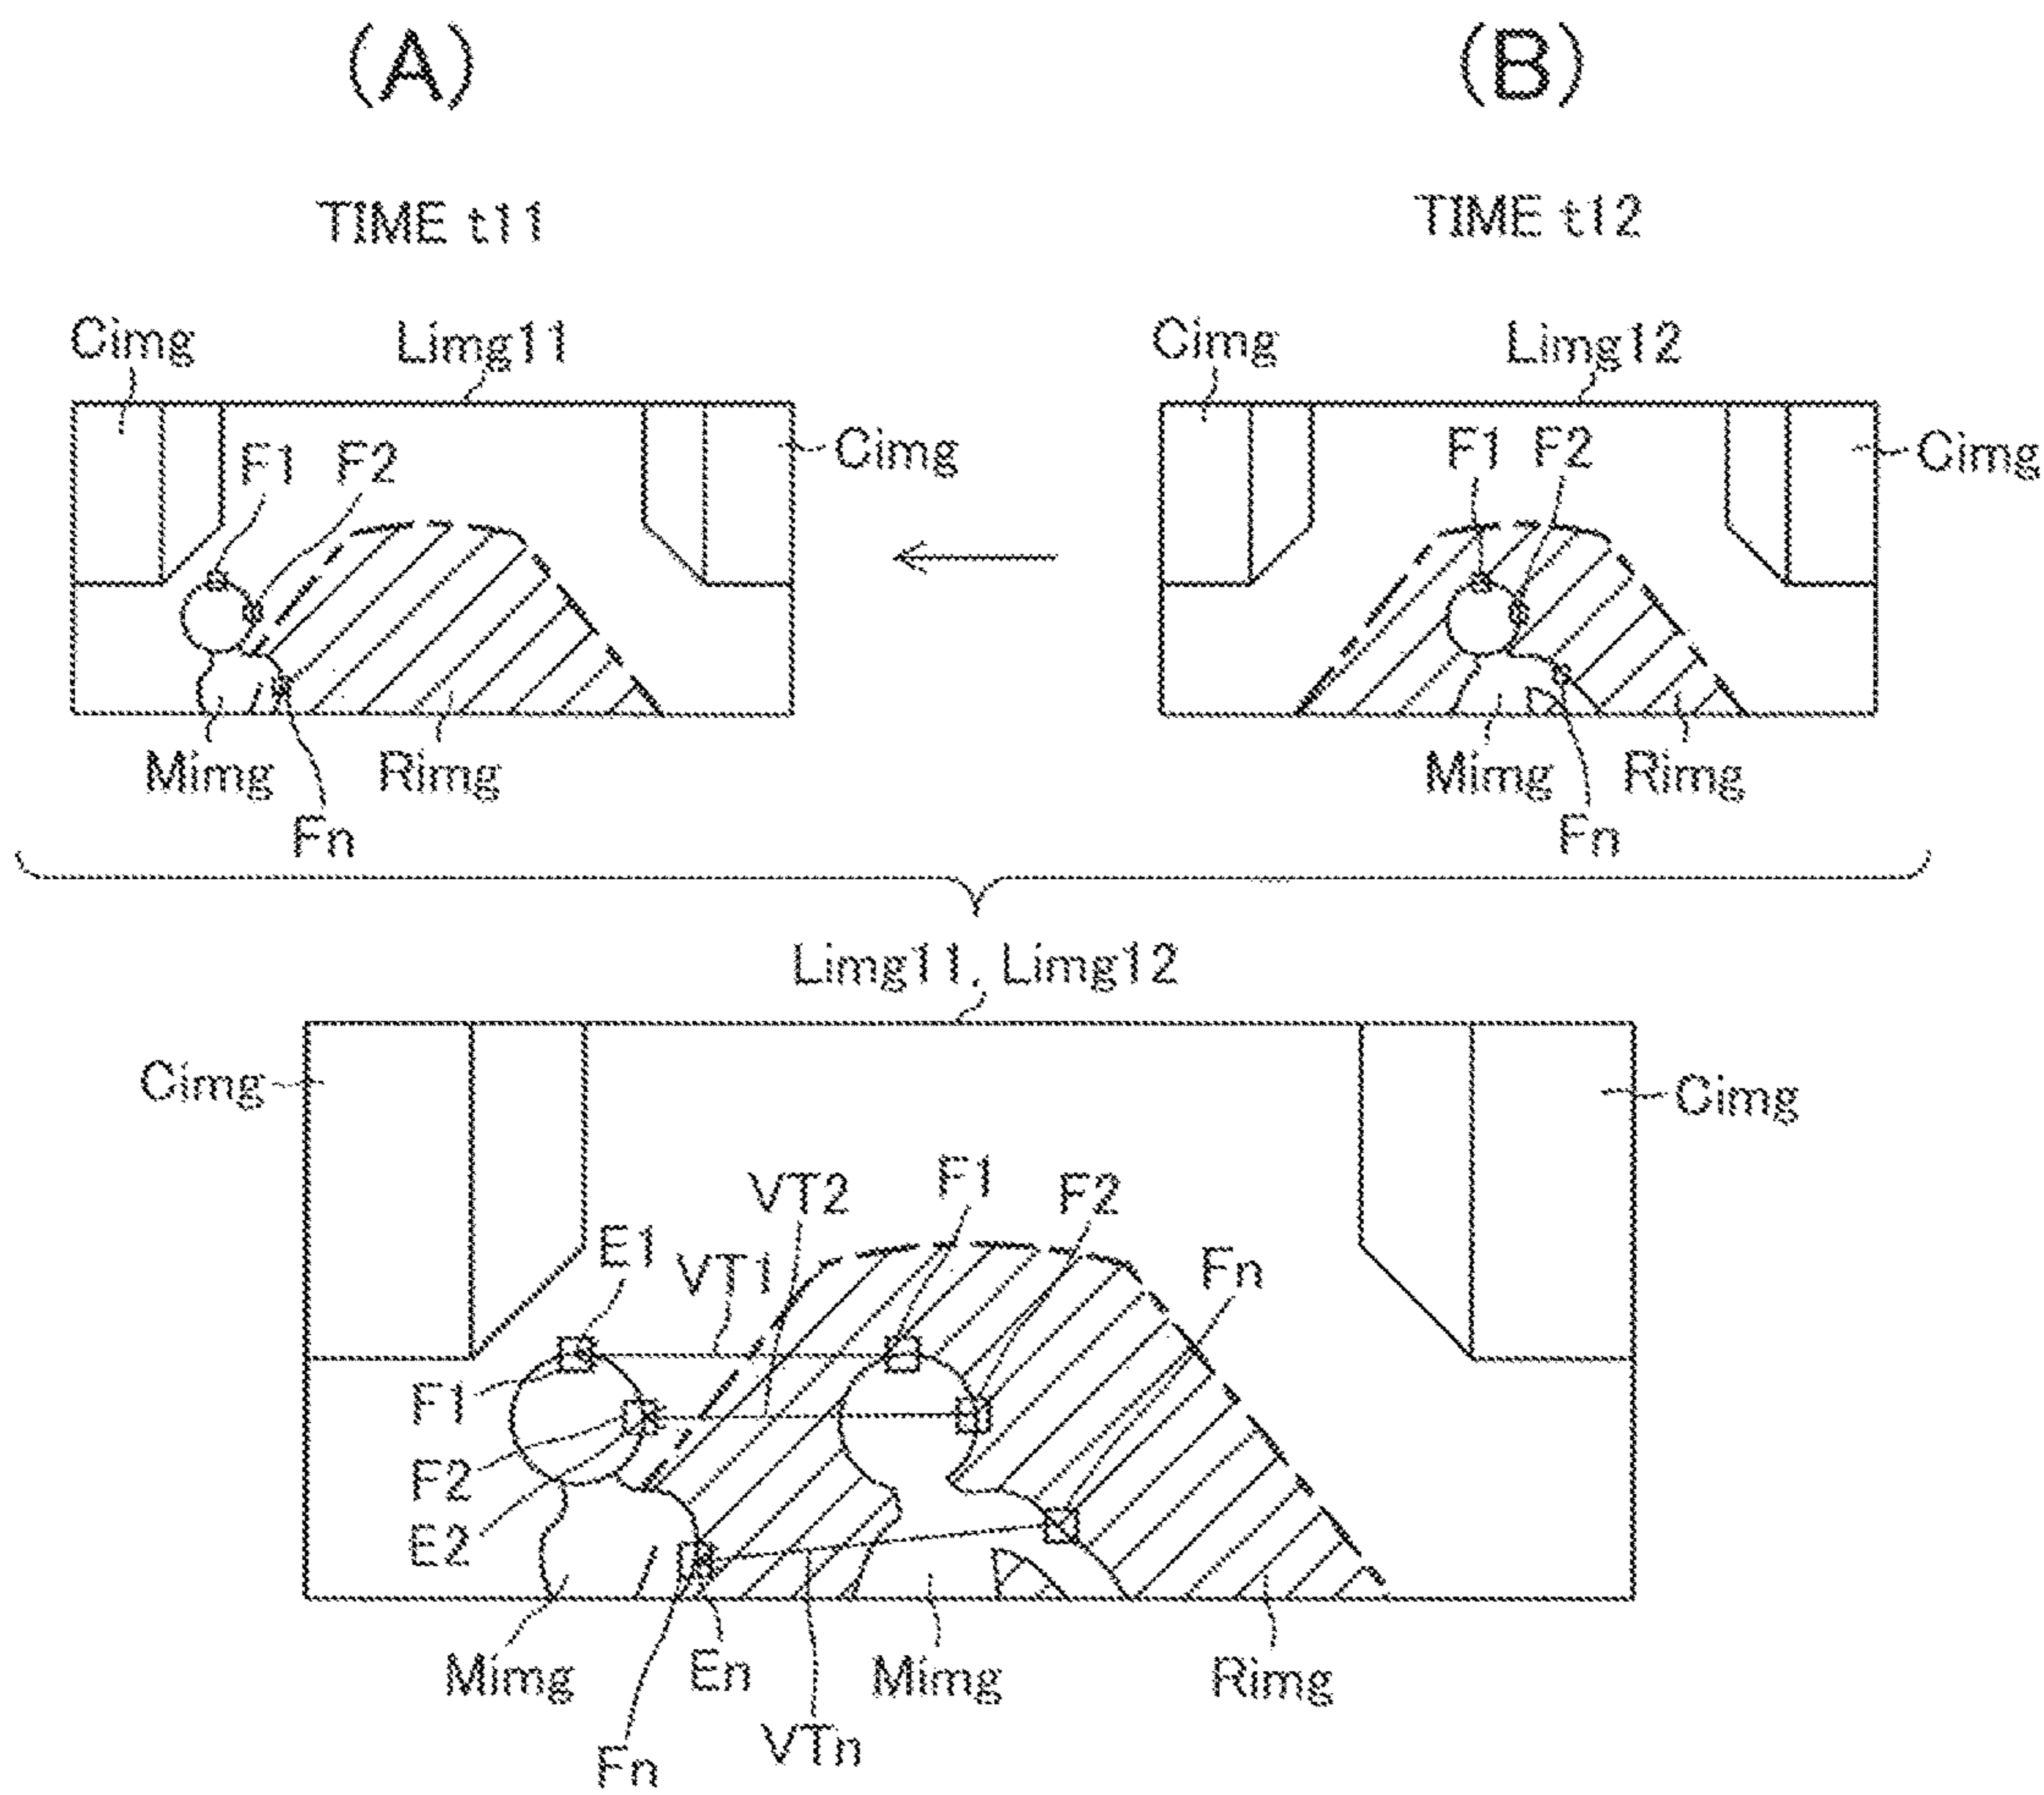 (A) (B)
TIME t11 TIME t12
Cimg Limg11 Cimg Limg12
F1 F2 Cimg F1 F2 Cimg
Mimg Rimg Mimg Rimg
Fn Fn
Limg11, Limg12
Cimg Cimg
VT2 F1 F2
E1 VT1 Fn
F1
F2
E2
Mimg En Mimg Rimg
Fn VTn